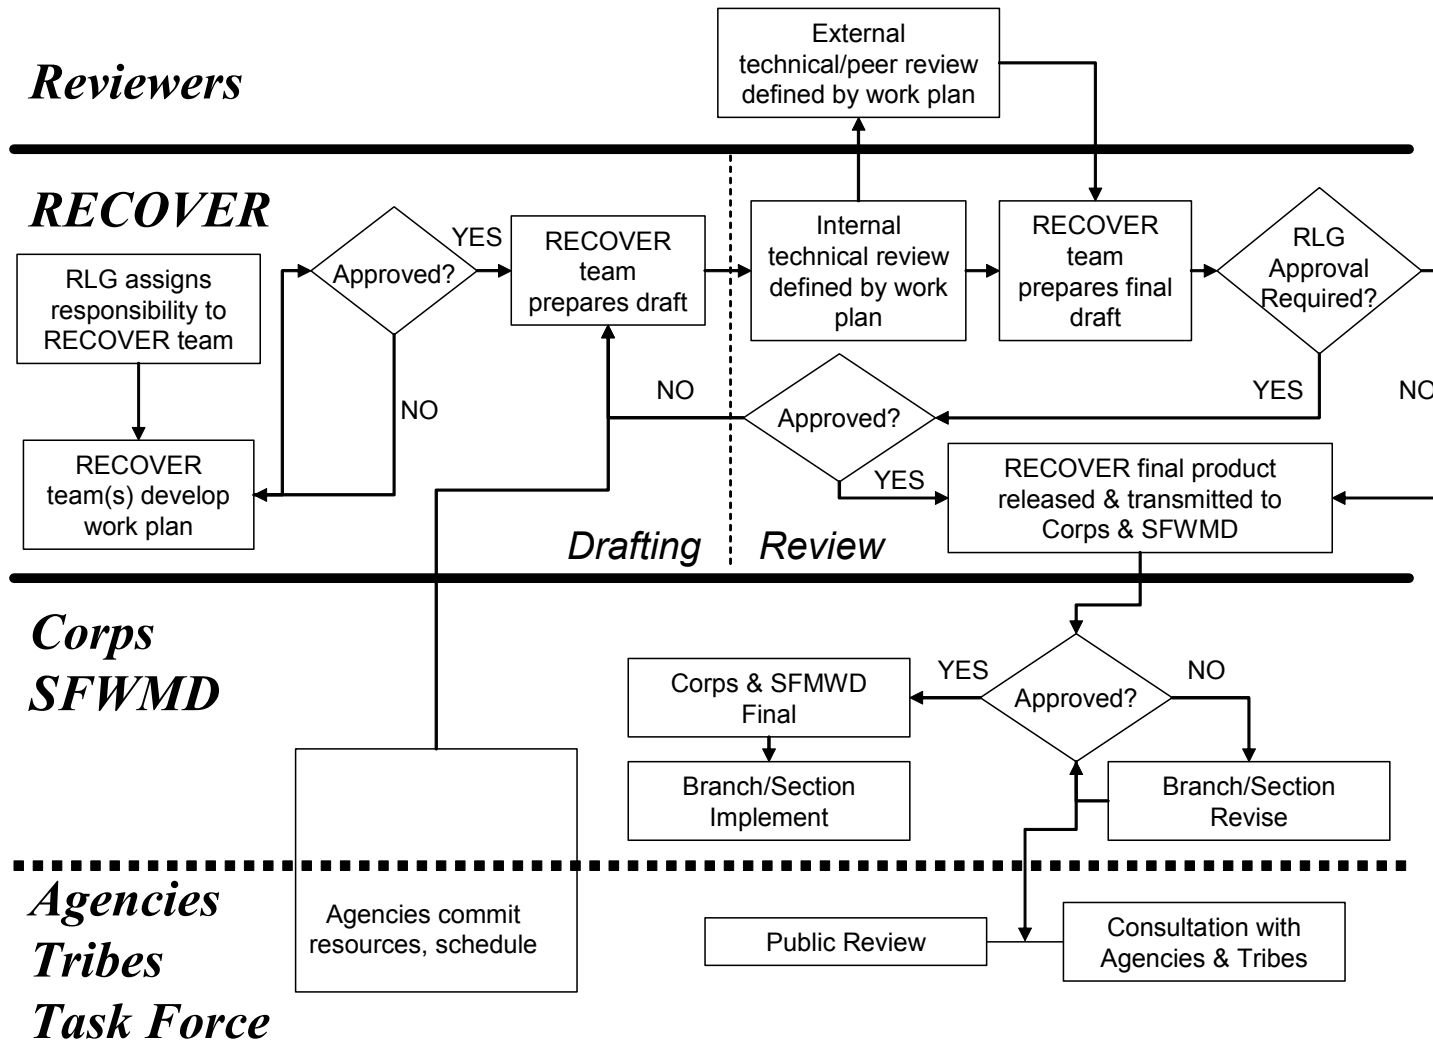 Reviewers
External
technical/peer review
defined by work plan
RECOVER
RLG assigns
responsibility to
RECOVER team
Approved?
YES
NO
RECOVER
team
prepares draft
Internal
technical review
defined by work
plan
RECOVER
team
prepares final
draft
RLG
Approval
Required?
YES
NO
RECOVER
team(s) develop
work plan
NO
Approved?
YES
RECOVER final product
released & transmitted to
Corps & SFWMD
Drafting
Review
Corps
SFWMD
Corps & SFMWD
Final
YES
Approved?
NO
Branch/Section
Implement
Branch/Section
Revise
Agencies
Tribes
Task Force
Agencies commit
resources, schedule
Public Review
Consultation with
Agencies & Tribes